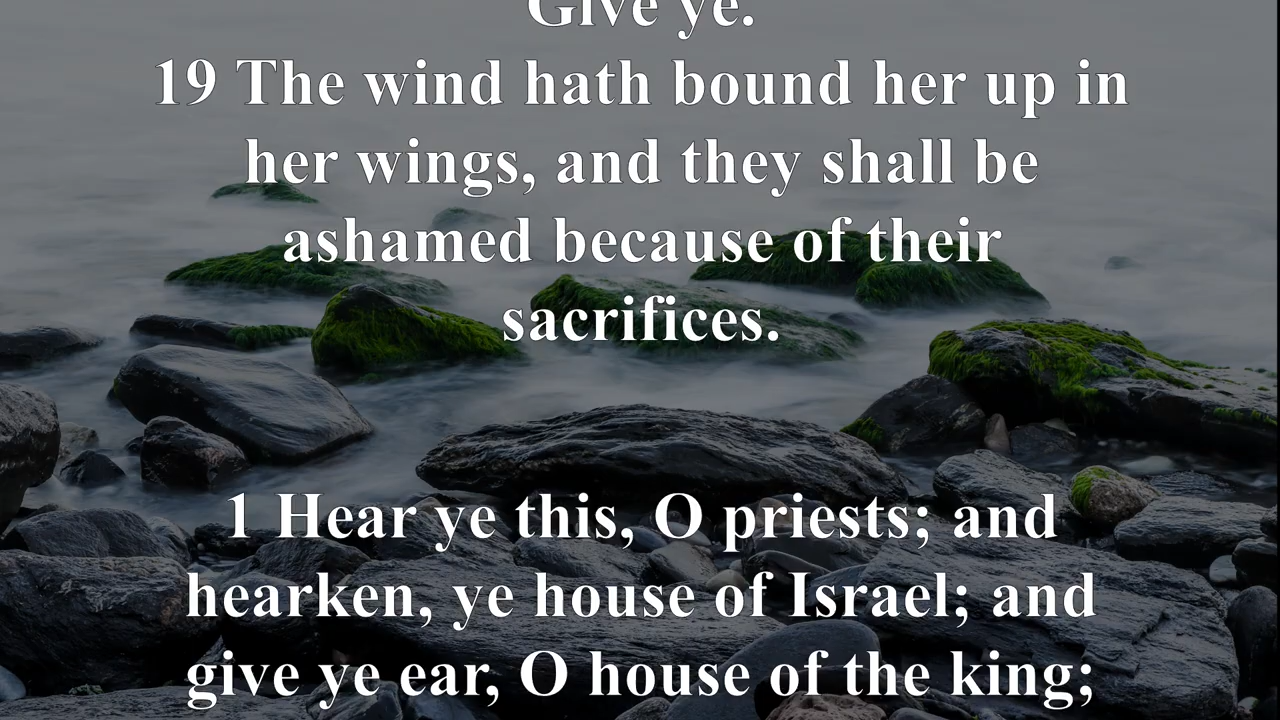 Give ye.
19 The wind hath bound her up in
her wings, and they shall be
ashamed because of their
sacrifices.
1 Hear ye this, O priests; and
hearken, ye house of Israel; and
give ye ear, O house of the king;